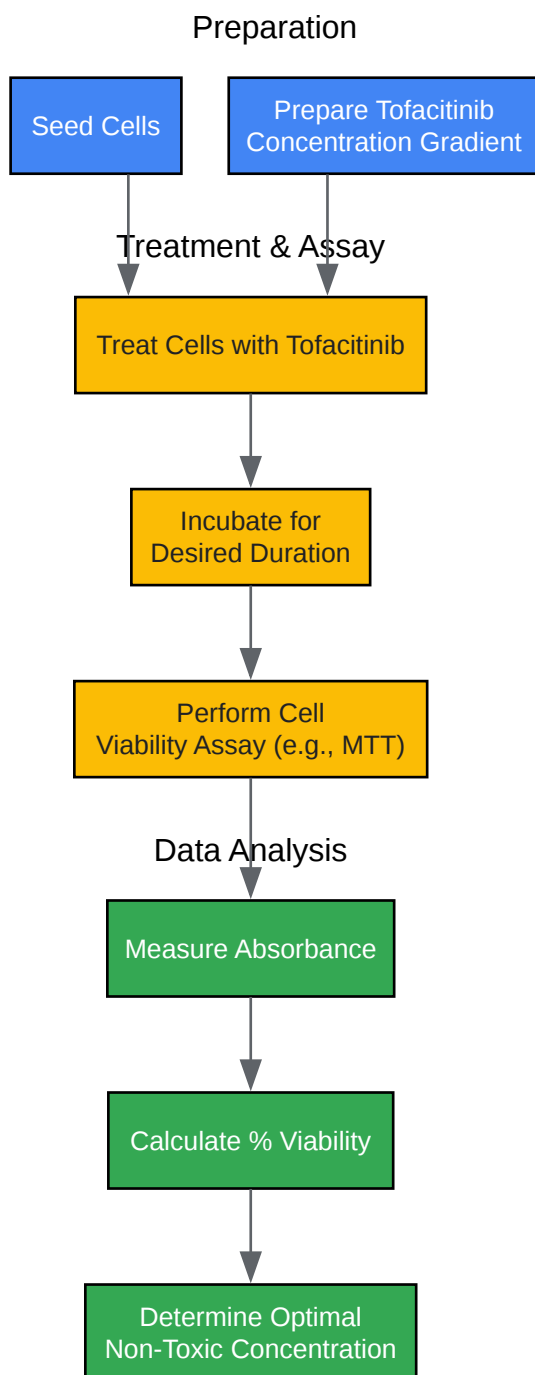 Preparation
Seed Cells
Prepare Tofacitinib
Concentration Gradient
Treatment & Assay
Treat Cells with Tofacitinib
Incubate for
Desired Duration
Perform Cell
Viability Assay (e.g., MTT)
Data Analysis
Measure Absorbance
Calculate % Viability
Determine Optimal
Non-Toxic Concentration